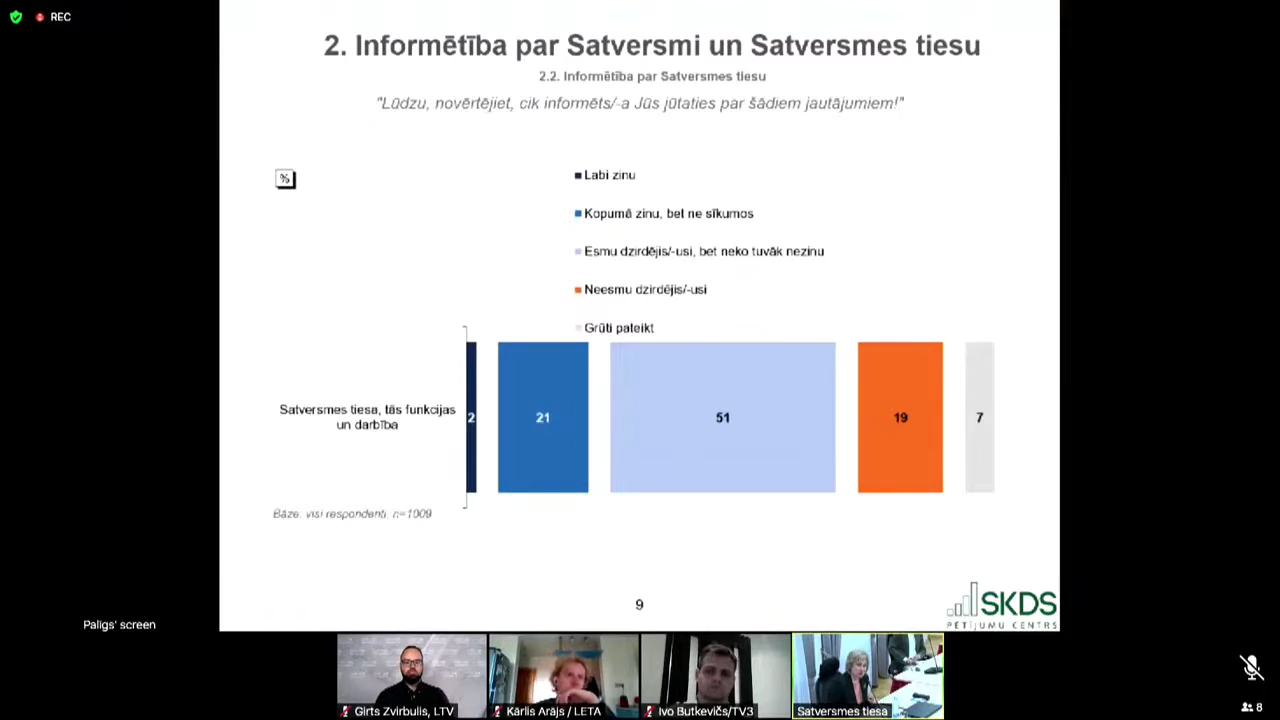 REC
2. Informētība par Satversmi un Satversmes tiesu
2.2. Informētība par Satversmes tiesu
"Lūdzu, novērtējiet, cik informēts/-a Jūs jūtaties par šādiem jautājumiem!"
%
Labi zinu
Kopumā zinu, bet ne sīkumos
Esmu dzirdējis/-usi, bet neko tuvāk nezinu
Neesmu dzirdējis/-usi
Grūti pateikt
Satversmes tiesa, tās funkcijas
un darbība
2
21
51
19
7
Bāze: visi respondenti, n=1009
9
SKDS
PĒTĪJUMU CENTRS
Palīgs' screen
Girts Zvirbulis, LTV
Kārlis Arājs / LETA
Ivo Butkevičs/TV3
Satversmes tiesa
8